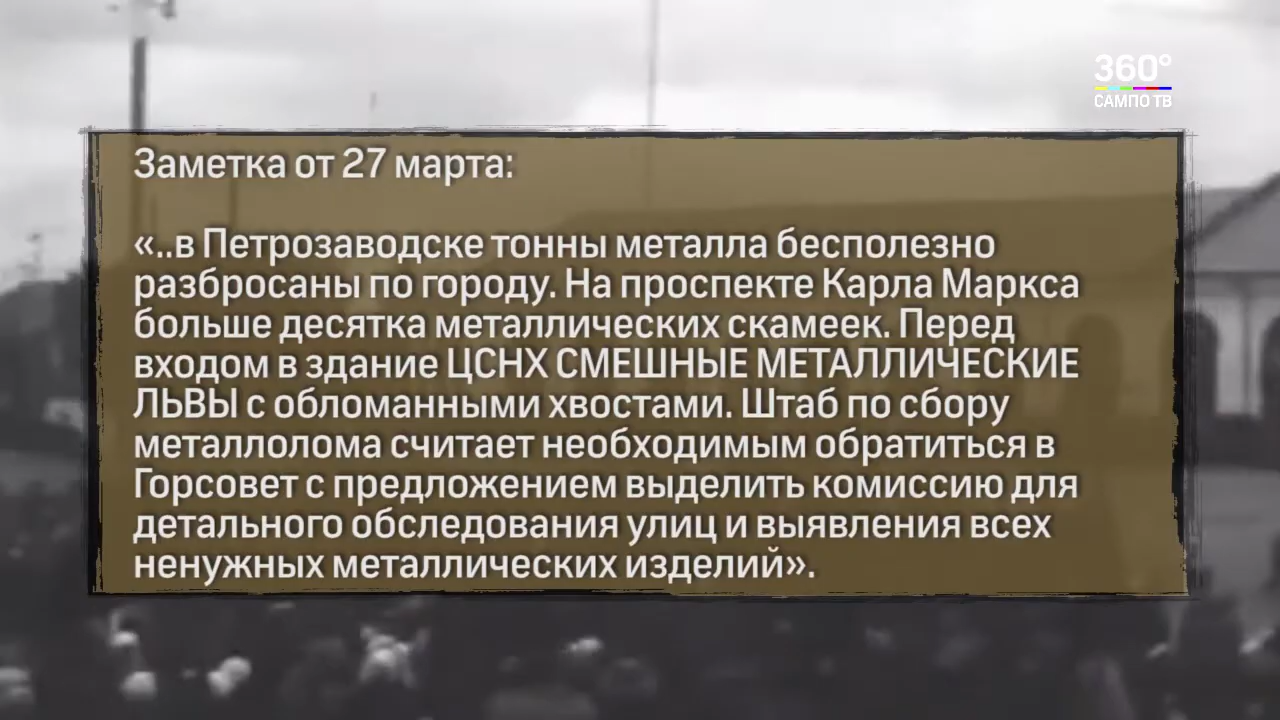 360°
САМПО ТВ
Заметка от 27 марта:
«..в Петрозаводске тонны металла бесполезно
разбросаны по городу. На проспекте Карла Маркса
больше десятка металлических скамеек. Перед
входом в здание ЦСНХ СМЕШНЫЕ МЕТАЛЛИЧЕСКИЕ
ЛЬВЫ с обломанными хвостами. Штаб по сбору
металлолома считает необходимым обратиться в
Горсовет с предложением выделить комиссию для
детального обследования улиц и выявления всех
ненужных металлических изделий».